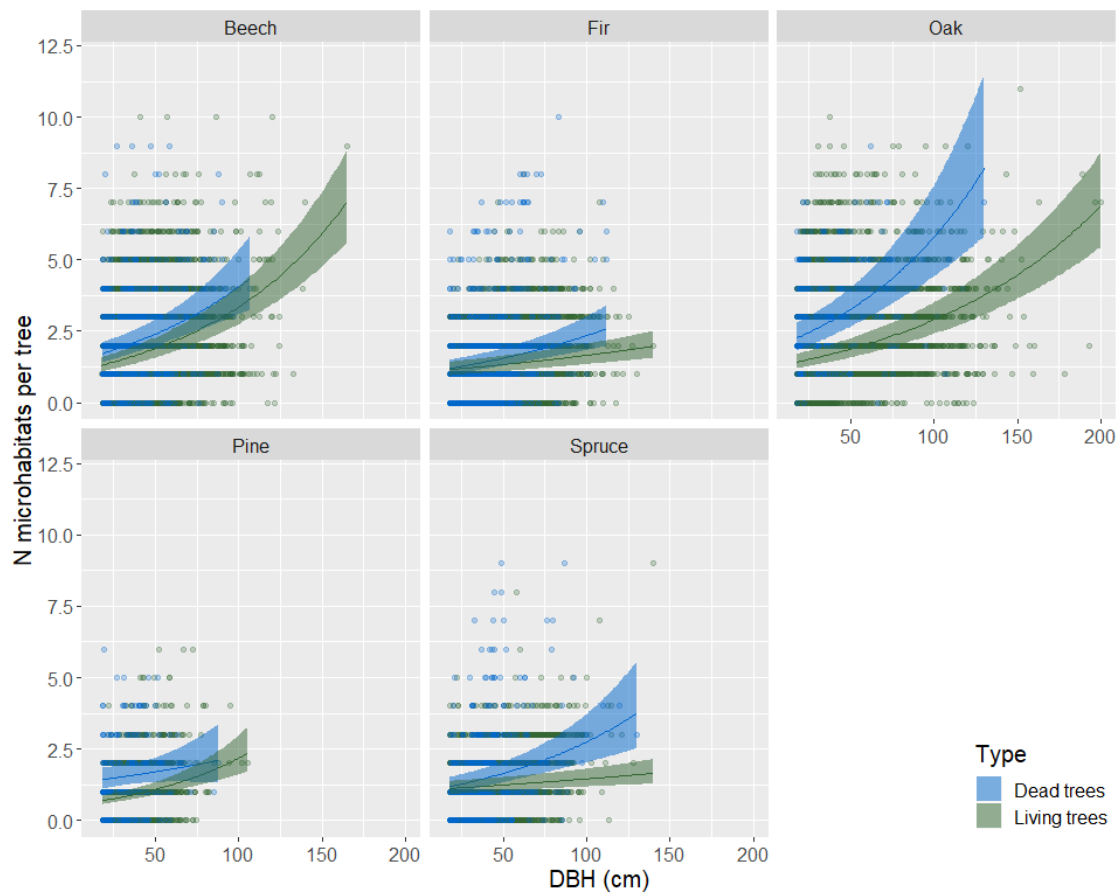 Beech Fir Oak
12.5
10.0
7.5
5.0
2.5
0.0
50 100 150 200
Pine Spruce
12.5
10.0
7.5
5.0
2.5
0.0
50 100 150 200 50 100 150 200
N microhabitats per tree
DBH (cm)
Type
Dead trees
Living trees